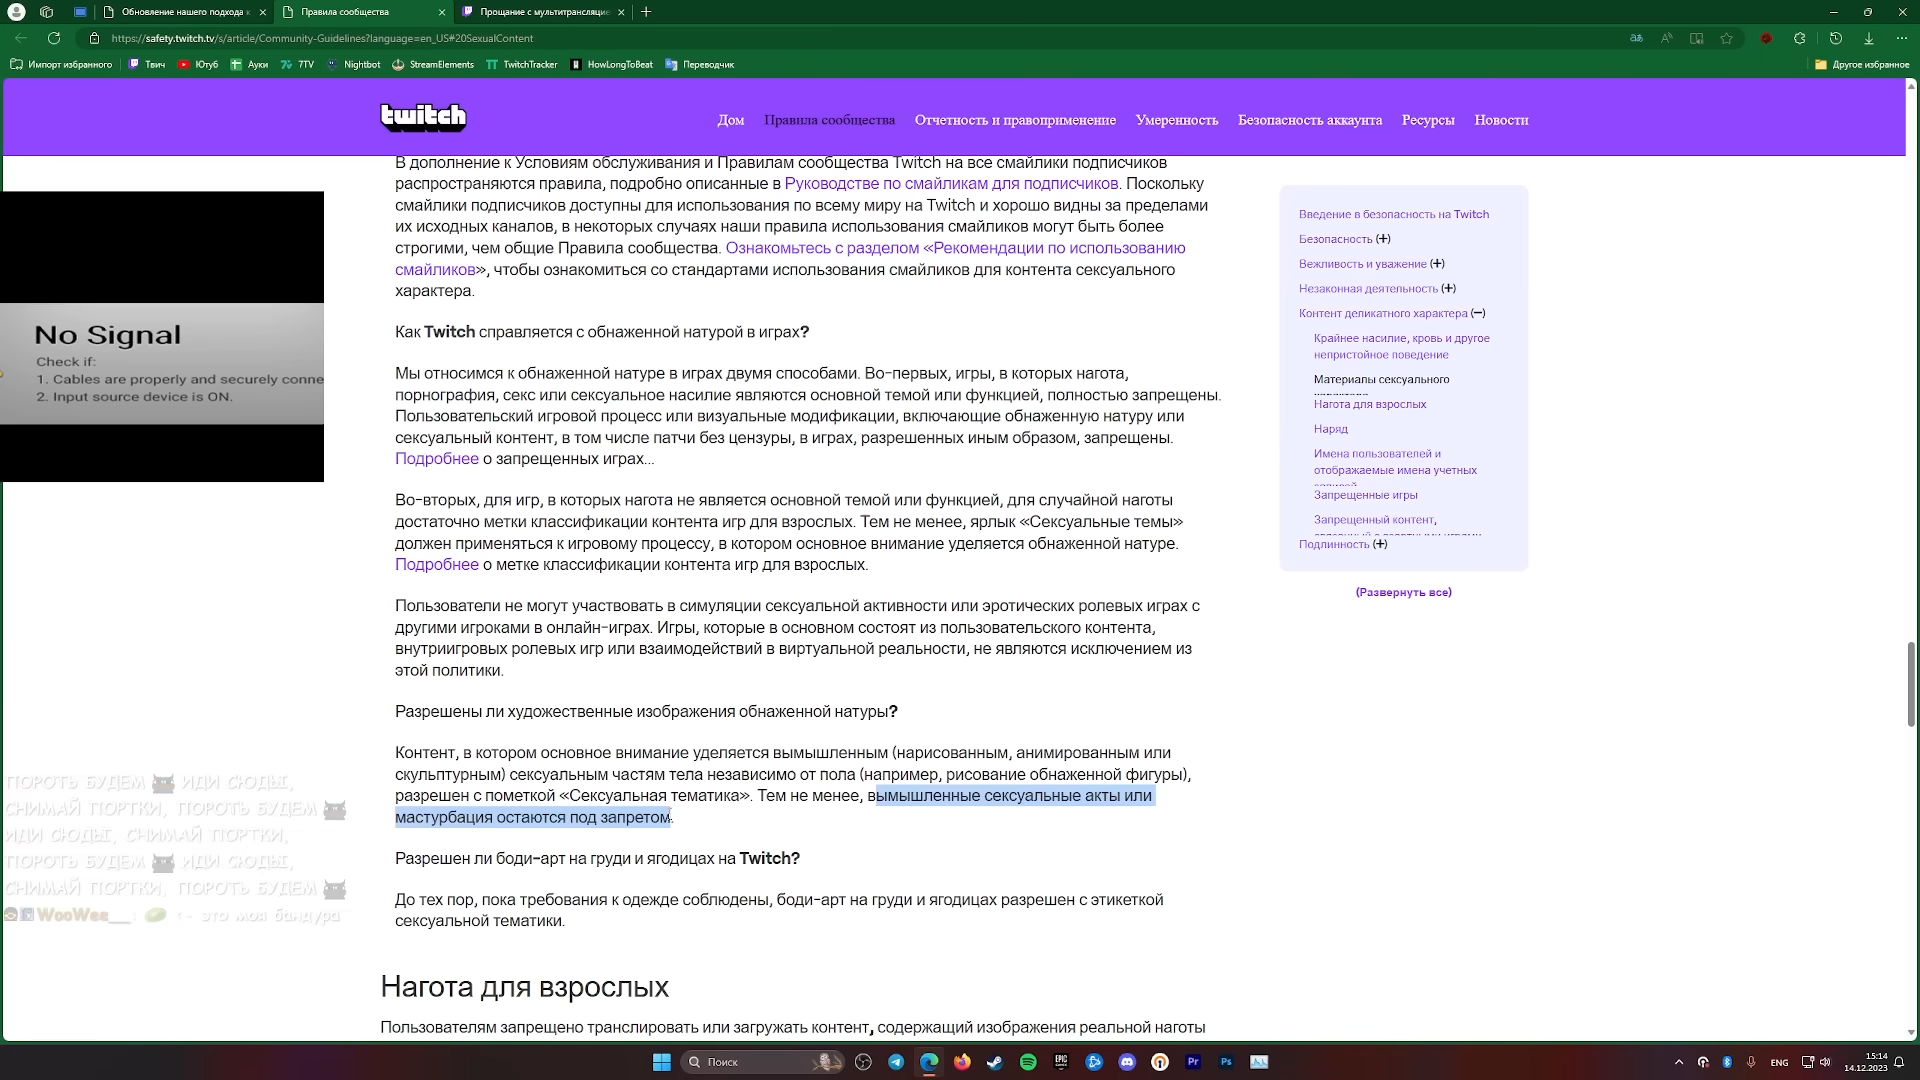 Обновление нашего подхода к
Правила сообщества
Прощание с мультитрансляцие
https://safety.twitch.tv/s/article/Community-Guidelines?language=en_US#20SexualContent
Импорт избранного
Твич
Ютуб
Ауки
7TV
Nightbot
StreamElements
TwitchTracker
HowLongToBeat
Переводчик
Другое избранное
twitch
Дом
Правила сообщества
Отчетность и правоприменение
Умеренность
Безопасность аккаунта
Ресурсы
Новости
В дополнение к Условиям обслуживания и Правилам сообщества Twitch на все смайлики подписчиков
распространяются правила, подробно описанные в Руководстве по смайликам для подписчиков. Поскольку
смайлики подписчиков доступны для использования по всему миру на Twitch и хорошо видны за пределами
их исходных каналов, в некоторых случаях наши правила использования смайликов могут быть более
строгими, чем общие Правила сообщества. Ознакомьтесь с разделом «Рекомендации по использованию
смайликов», чтобы ознакомиться со стандартами использования смайликов для контента сексуального
характера.
Как Twitch справляется с обнаженной натурой в играх?
Мы относимся к обнаженной натуре в играх двумя способами. Во-первых, игры, в которых нагота,
порнография, секс или сексуальное насилие являются основной темой или функцией, полностью запрещены.
Пользовательский игровой процесс или визуальные модификации, включающие обнаженную натуру или
сексуальный контент, в том числе патчи без цензуры, в играх, разрешенных иным образом, запрещены.
Подробнее о запрещенных играх...
Во-вторых, для игр, в которых нагота не является основной темой или функцией, для случайной наготы
достаточно метки классификации контента игр для взрослых. Тем не менее, ярлык «Сексуальные темы»
должен применяться к игровому процессу, в котором основное внимание уделяется обнаженной натуре.
Подробнее о метке классификации контента игр для взрослых.
Пользователи не могут участвовать в симуляции сексуальной активности или эротических ролевых играх с
другими игроками в онлайн-играх. Игры, которые в основном состоят из пользовательского контента,
внутриигровых ролевых игр или взаимодействий в виртуальной реальности, не являются исключением из
этой политики.
Разрешены ли художественные изображения обнаженной натуры?
Контент, в котором основное внимание уделяется вымышленным (нарисованным, анимированным или
скульптурным) сексуальным частям тела независимо от пола (например, рисование обнаженной фигуры),
разрешен с пометкой «Сексуальная тематика». Тем не менее, вымышленные сексуальные акты или
мастурбация остаются под запретом.
Разрешен ли боди-арт на груди и ягодицах на Twitch?
До тех пор, пока требования к одежде соблюдены, боди-арт на груди и ягодицах разрешен с этикеткой
сексуальной тематики.
Нагота для взрослых
Пользователям запрещено транслировать или загружать контент, содержащий изображения реальной наготы
Введение в безопасность на Twitch
Безопасность (+)
Вежливость и уважение (+)
Незаконная деятельность (+)
Контент деликатного характера (−)
Крайнее насилие, кровь и другое
непристойное поведение
Материалы сексуального
характера
Нагота для взрослых
Наряд
Имена пользователей и
отображаемые имена учетных
Запрещенные игры
Запрещенный контент,
связанный с азартными играми
Подлинность (+)
(Развернуть все)
No Signal
Check if:
1. Cables are properly and securely conne
2. Input source device is ON.
ПОРОТЬ БУДЕМ ИДИ СЮДЫ,
СНИМАЙ ПОРТКИ, ПОРОТЬ БУДЕМ
ИДИ СЮДЫ, СНИМАЙ ПОРТКИ,
ПОРОТЬ БУДЕМ ИДИ СЮДЫ,
СНИМАЙ ПОРТКИ, ПОРОТЬ БУДЕМ
WooWee__: :- это моя бандура
Поиск
EPIC
Pr
Ps
ENG
15:14
14.12.2023